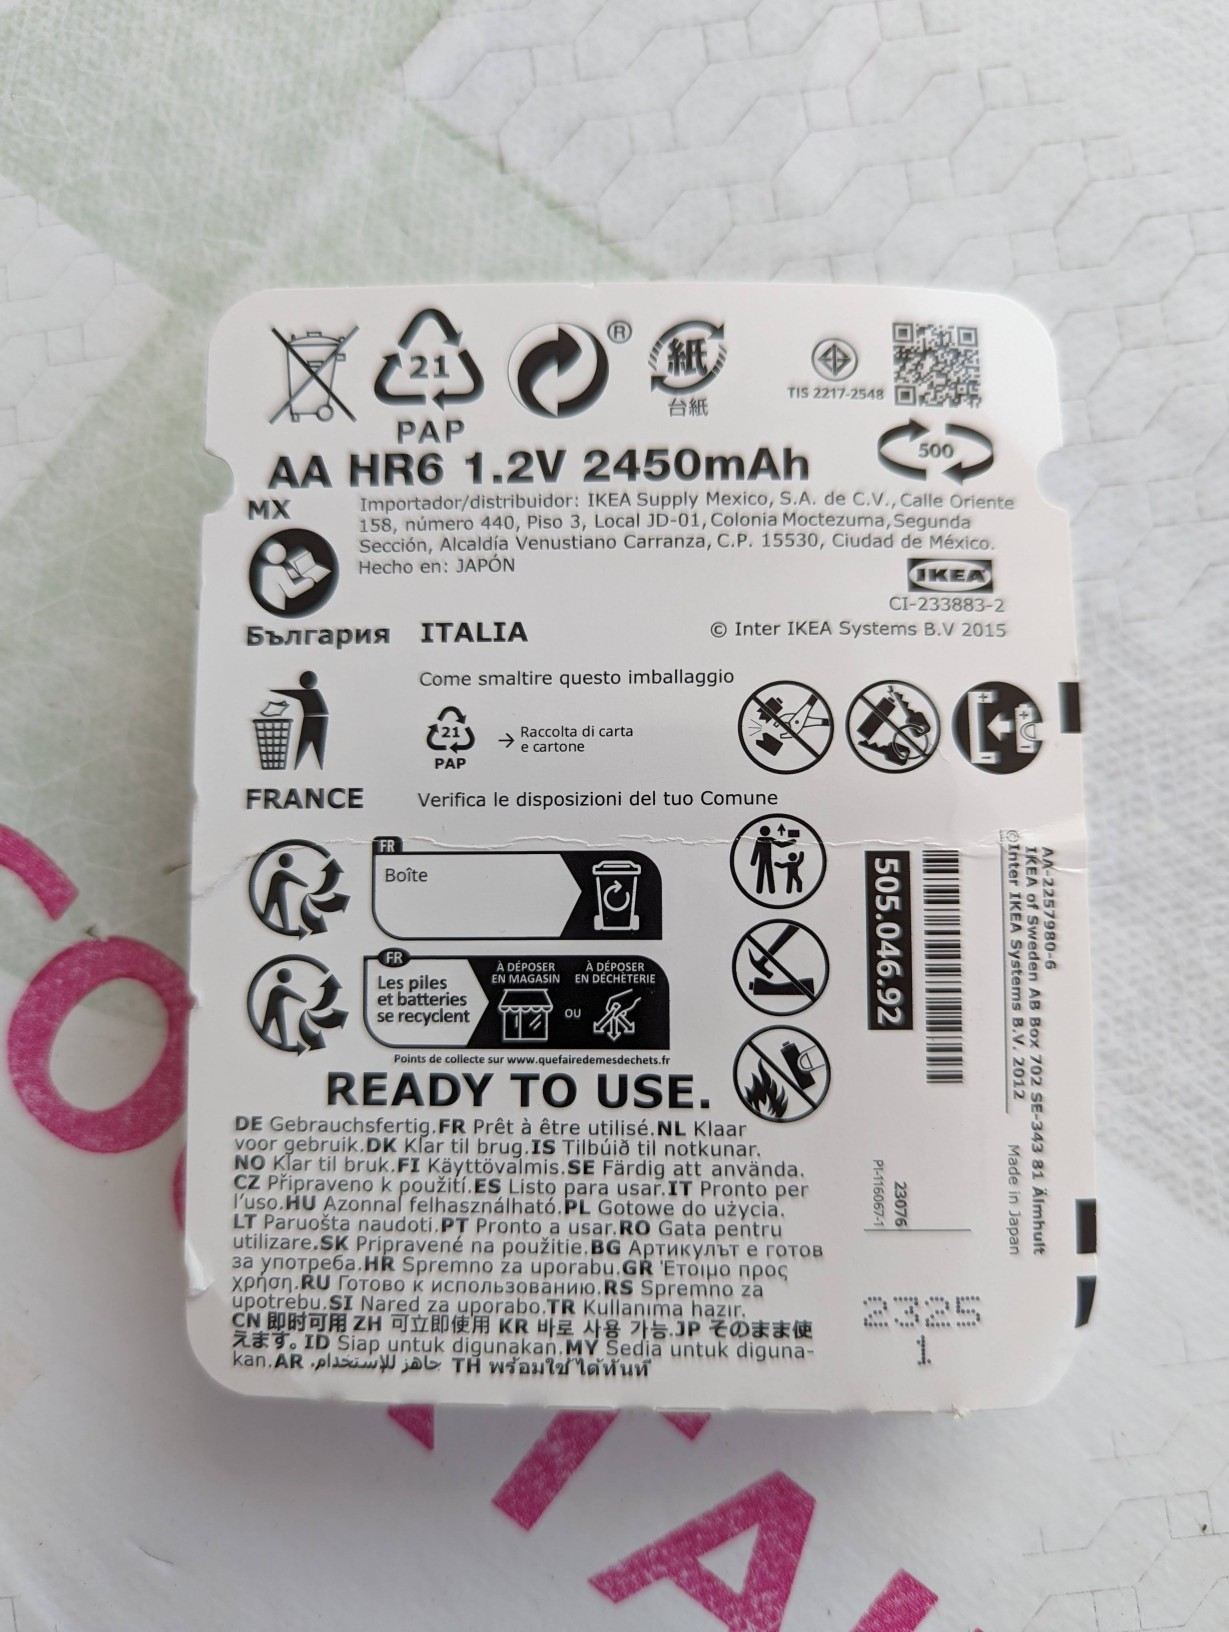 21
PAP
®
紙
台紙
TIS 2217-2548
AA HR6 1.2V 2450mAh
500
MX
Importador/distribuidor: IKEA Supply Mexico, S.A. de C.V., Calle Oriente
158, número 440, Piso 3, Local JD-01, Colonia Moctezuma, Segunda
Sección, Alcaldía Venustiano Carranza, C.P. 15530, Ciudad de México.
Hecho en: JAPÓN
IKEA
CI-233883-2
© Inter IKEA Systems B.V 2015
България
ITALIA
Come smaltire questo imballaggio
21
PAP
→ Raccolta di carta
e cartone
Verifica le disposizioni del tuo Comune
FRANCE
FR
Boîte
FR
Les piles
et batteries
se recyclent
À DÉPOSER
EN MAGASIN
OU
À DÉPOSER
EN DÉCHÈTERIE
Points de collecte sur www.quefairedemesdechets.fr
READY TO USE.
DE Gebrauchsfertig.FR Prêt à être utilisé.NL Klaar
voor gebruik.DK Klar til brug.IS Tilbúið til notkunar.
NO Klar til bruk.FI Käyttövalmis.SE Färdig att använda.
CZ Připraveno k použití.ES Listo para usar.IT Pronto per
l'uso.HU Azonnal felhasználható.PL Gotowe do użycia.
LT Paruošta naudoti.PT Pronto a usar.RO Gata pentru
utilizare.SK Pripravené na použitie.BG Артикулът е готов
за употреба.HR Spremno za uporabu.GR Έτοιμο προς
χρήση.RU Готово к использованию.RS Spremno za
upotrebu.SI Nared za uporabo.TR Kullanıma hazır.
CN 即时可用 ZH 可立即使用 KR 바로 사용 가능.JP そのまま使
えます。ID Siap untuk digunakan.MY Sedia untuk diguna-
kan.AR جاهز للإستخدام. TH พร้อมใช้ได้ทันที
505.046.92
AA-2257980-6
IKEA of Sweden AB Box 702 SE-343 81 Älmhult
©Inter IKEA Systems B.V. 2012
Made in Japan
23076
PI-116067-1
2325
1